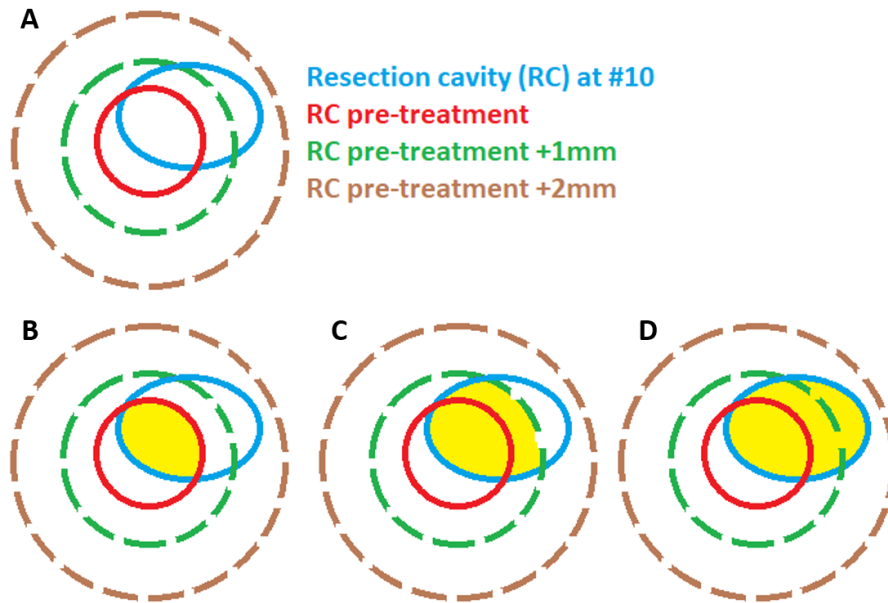 A
Resection cavity (RC) at #10
RC pre-treatment
RC pre-treatment +1mm
RC pre-treatment +2mm
B
C
D